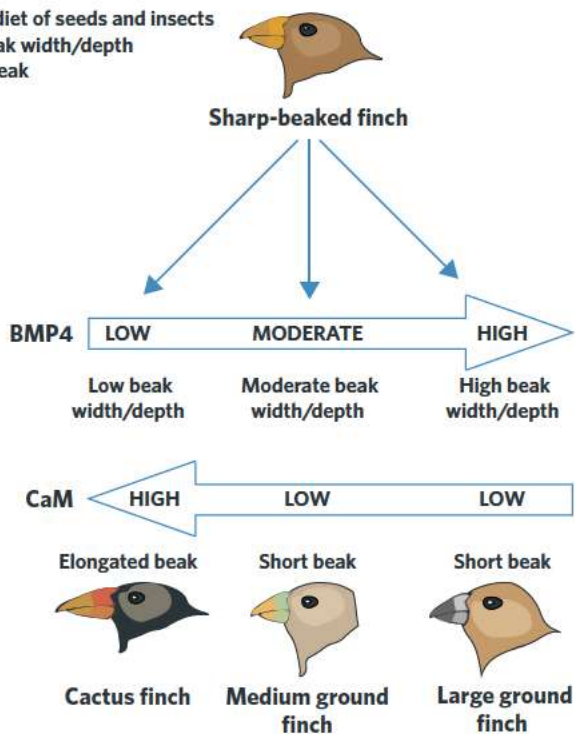 diet of seeds and insects
ak width/depth
eak
Sharp-beaked finch
BMP4 LOW MODERATE HIGH
Low beak width/depth Moderate beak width/depth High beak width/depth
CaM HIGH LOW LOW
Elongated beak Short beak Short beak
Cactus finch Medium ground finch Large ground finch